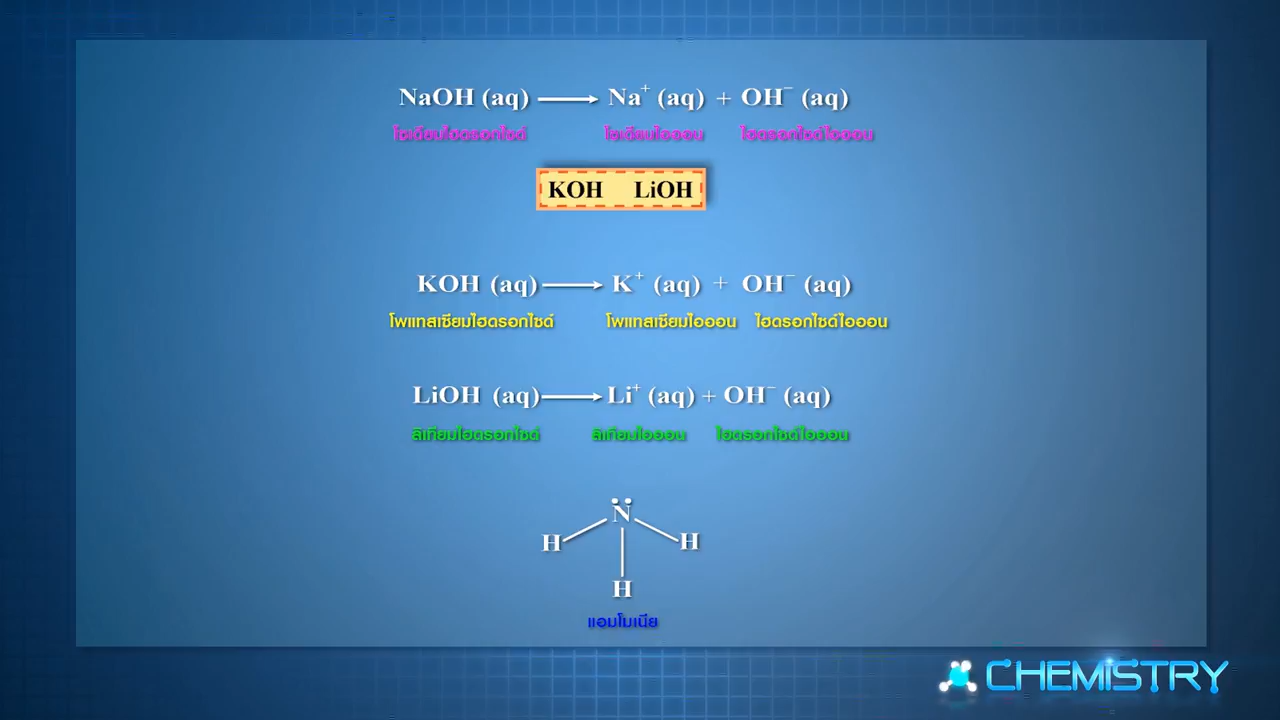 NaOH (aq) ⟶ Na⁺ (aq) + OH⁻ (aq)
โซเดียมไฮดรอกไซด์ โซเดียมไอออน ไฮดรอกไซด์ไอออน
KOH LiOH
KOH (aq) ⟶ K⁺ (aq) + OH⁻ (aq)
โพแทสเซียมไฮดรอกไซด์ โพแทสเซียมไอออน ไฮดรอกไซด์ไอออน
LiOH (aq) ⟶ Li⁺ (aq) + OH⁻ (aq)
ลิเทียมไฮดรอกไซด์ ลิเทียมไอออน ไฮดรอกไซด์ไอออน
N
H H
H
แอมโมเนีย
CHEMISTRY